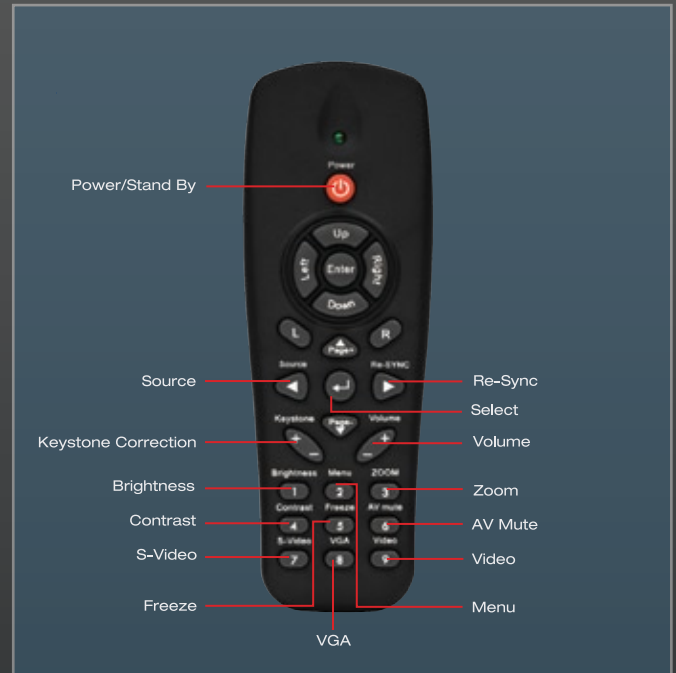 Power
Power/Stand By
Up
Left Enter Right
Down
L R
Page+
Source Re-SYNC
Source Re-Sync
Select
Keystone Page- Volume
Keystone Correction + + Volume
− −
Brightness Menu ZOOM
Brightness 1 2 3 Zoom
Contrast Freeze AV mute
Contrast 4 5 6 AV Mute
S-Video VGA Video
S-Video 7 8 9 Video
Freeze Menu
VGA